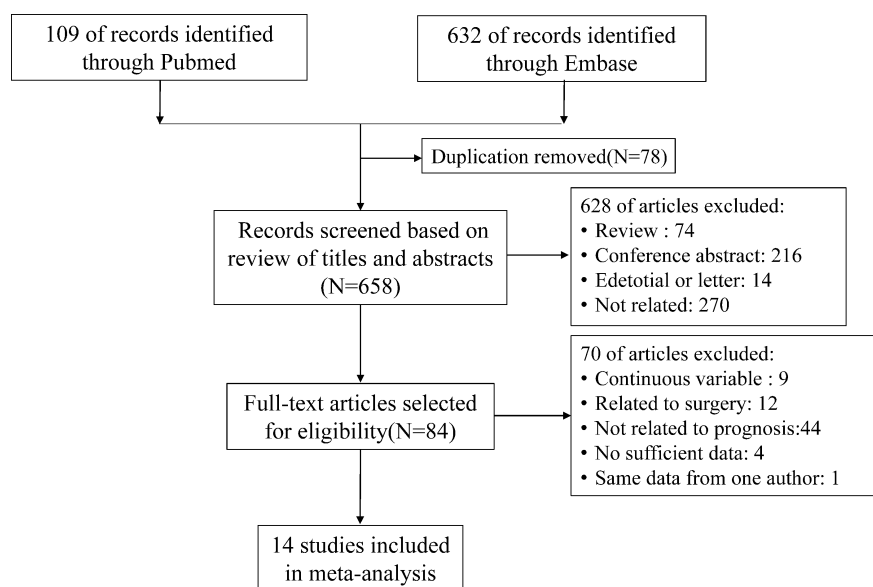 109 of records identified
through Pubmed
632 of records identified
through Embase
Duplication removed(N=78)
Records screened based on
review of titles and abstracts
(N=658)
628 of articles excluded:
• Review : 74
• Conference abstract: 216
• Edetotial or letter: 14
• Not related: 270
Full-text articles selected
for eligibility(N=84)
70 of articles excluded:
• Continuous variable : 9
• Related to surgery: 12
• Not related to prognosis:44
• No sufficient data: 4
• Same data from one author: 1
14 studies included
in meta-analysis